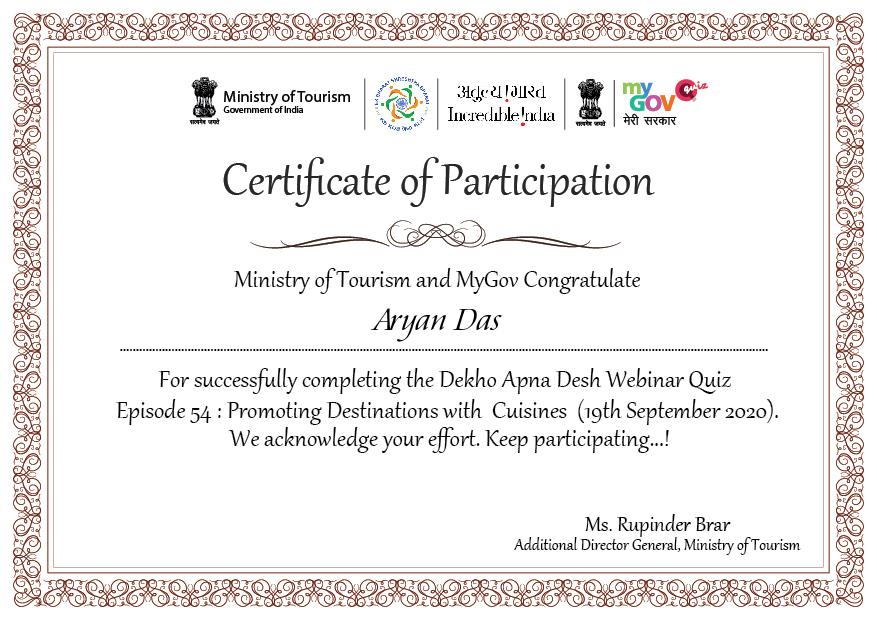 Ministry of Tourism
Government of India
सत्यमेव जयते
EK BHARAT SHRESHTHA BHARAT
अतुल्य !भारत
Incredible!ndia
सत्यमेव जयते
my
GOV
quiz
मेरी सरकार
Certificate of Participation
Ministry of Tourism and MyGov Congratulate
Aryan Das
For successfully completing the Dekho Apna Desh Webinar Quiz
Episode 54 : Promoting Destinations with Cuisines (19th September 2020).
We acknowledge your effort. Keep participating...!
Ms. Rupinder Brar
Additional Director General, Ministry of Tourism